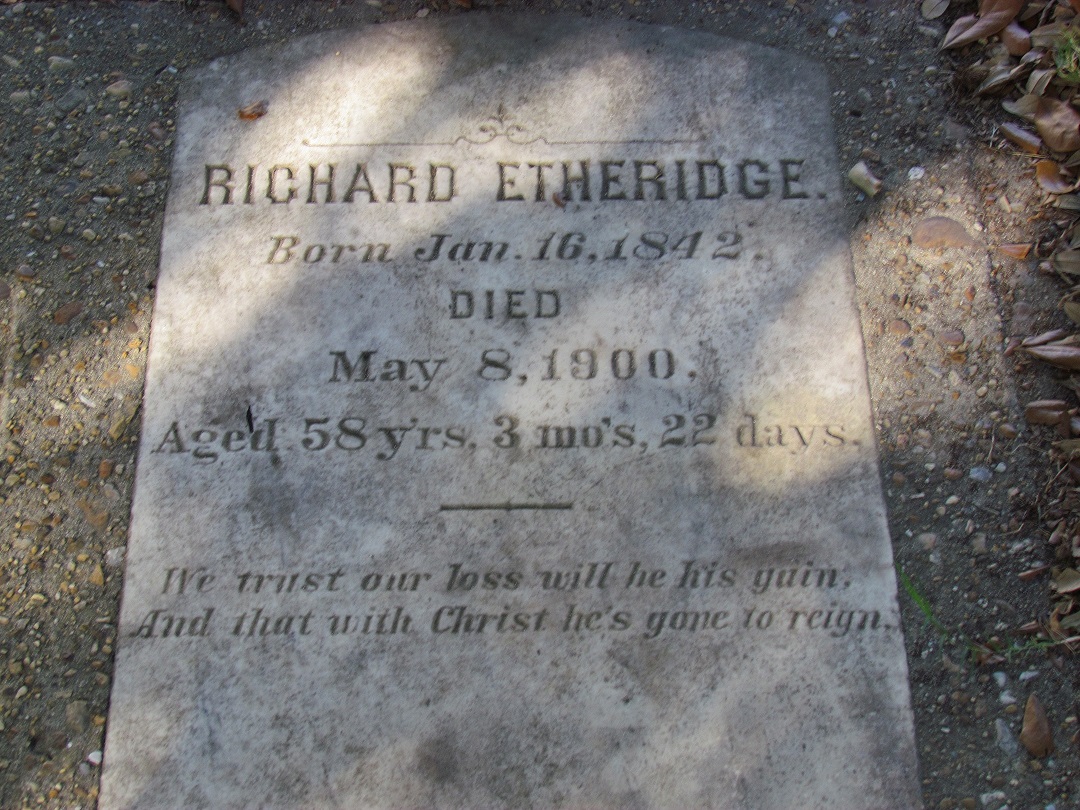 RICHARD ETHERIDGE.
Born Jan. 16, 1842.
DIED
May 8, 1900.
Aged 58 y'rs. 3 mo's, 22 days.
We trust our loss will be his gain.
And that with Christ he's gone to reign.